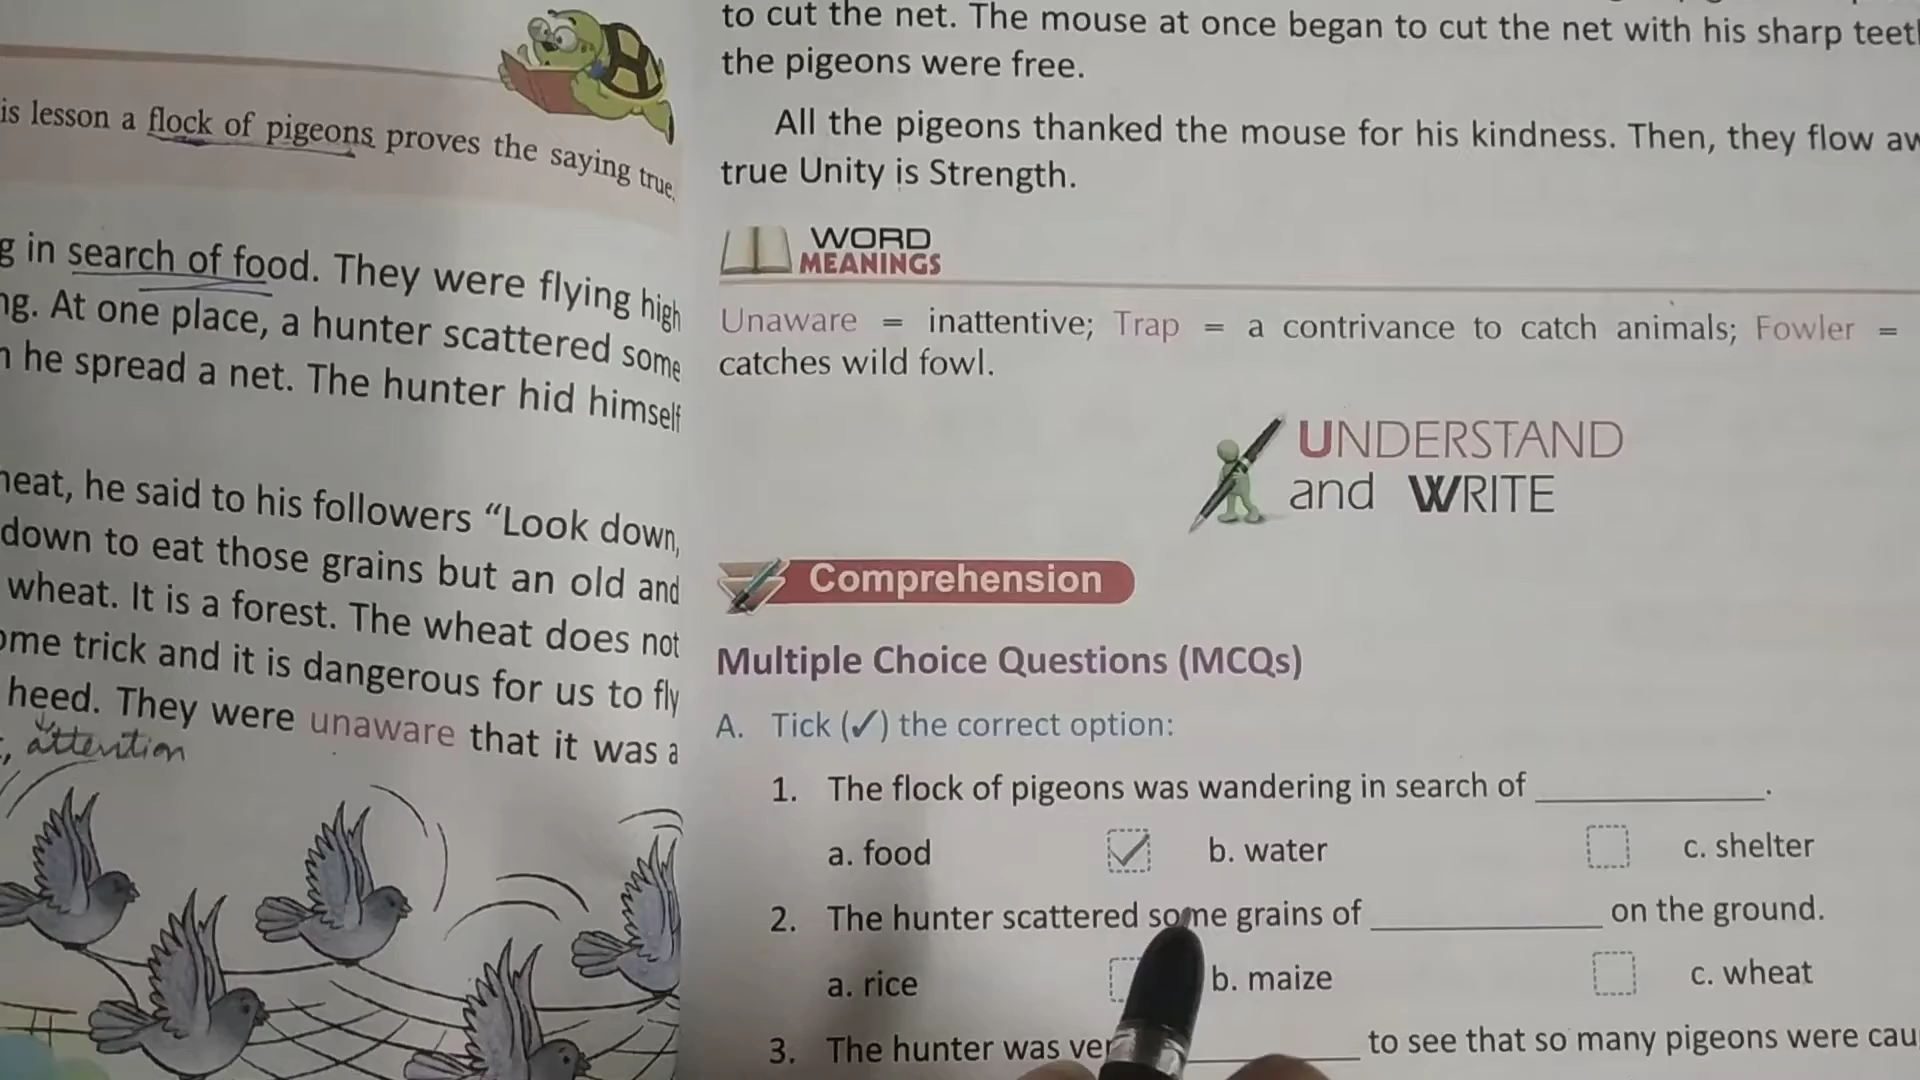 is lesson a flock of pigeons proves the saying true.
in search of food. They were flying high
At one place, a hunter scattered some
he spread a net. The hunter hid himself
he said to his followers “Look down,
down to eat those grains but an old and
wheat. It is a forest. The wheat does not
trick and it is dangerous for us to fly
heed. They were unaware that it was a
attention
to cut the net. The mouse at once began to cut the net with his sharp
the pigeons were free.
All the pigeons thanked the mouse for his kindness. Then, they flow
true Unity is Strength.
WORD
MEANINGS
Unaware = inattentive; Trap = a contrivance to catch animals; Fowler =
catches wild fowl.
UNDERSTAND
and WRITE
Comprehension
Multiple Choice Questions (MCQs)
A. Tick (✓) the correct option:
1. The flock of pigeons was wandering in search of ____________.
a. food ✓ b. water c. shelter
2. The hunter scattered some grains of ____________ on the ground.
a. rice b. maize c. wheat
3. The hunter was ____________ to see that so many pigeons were